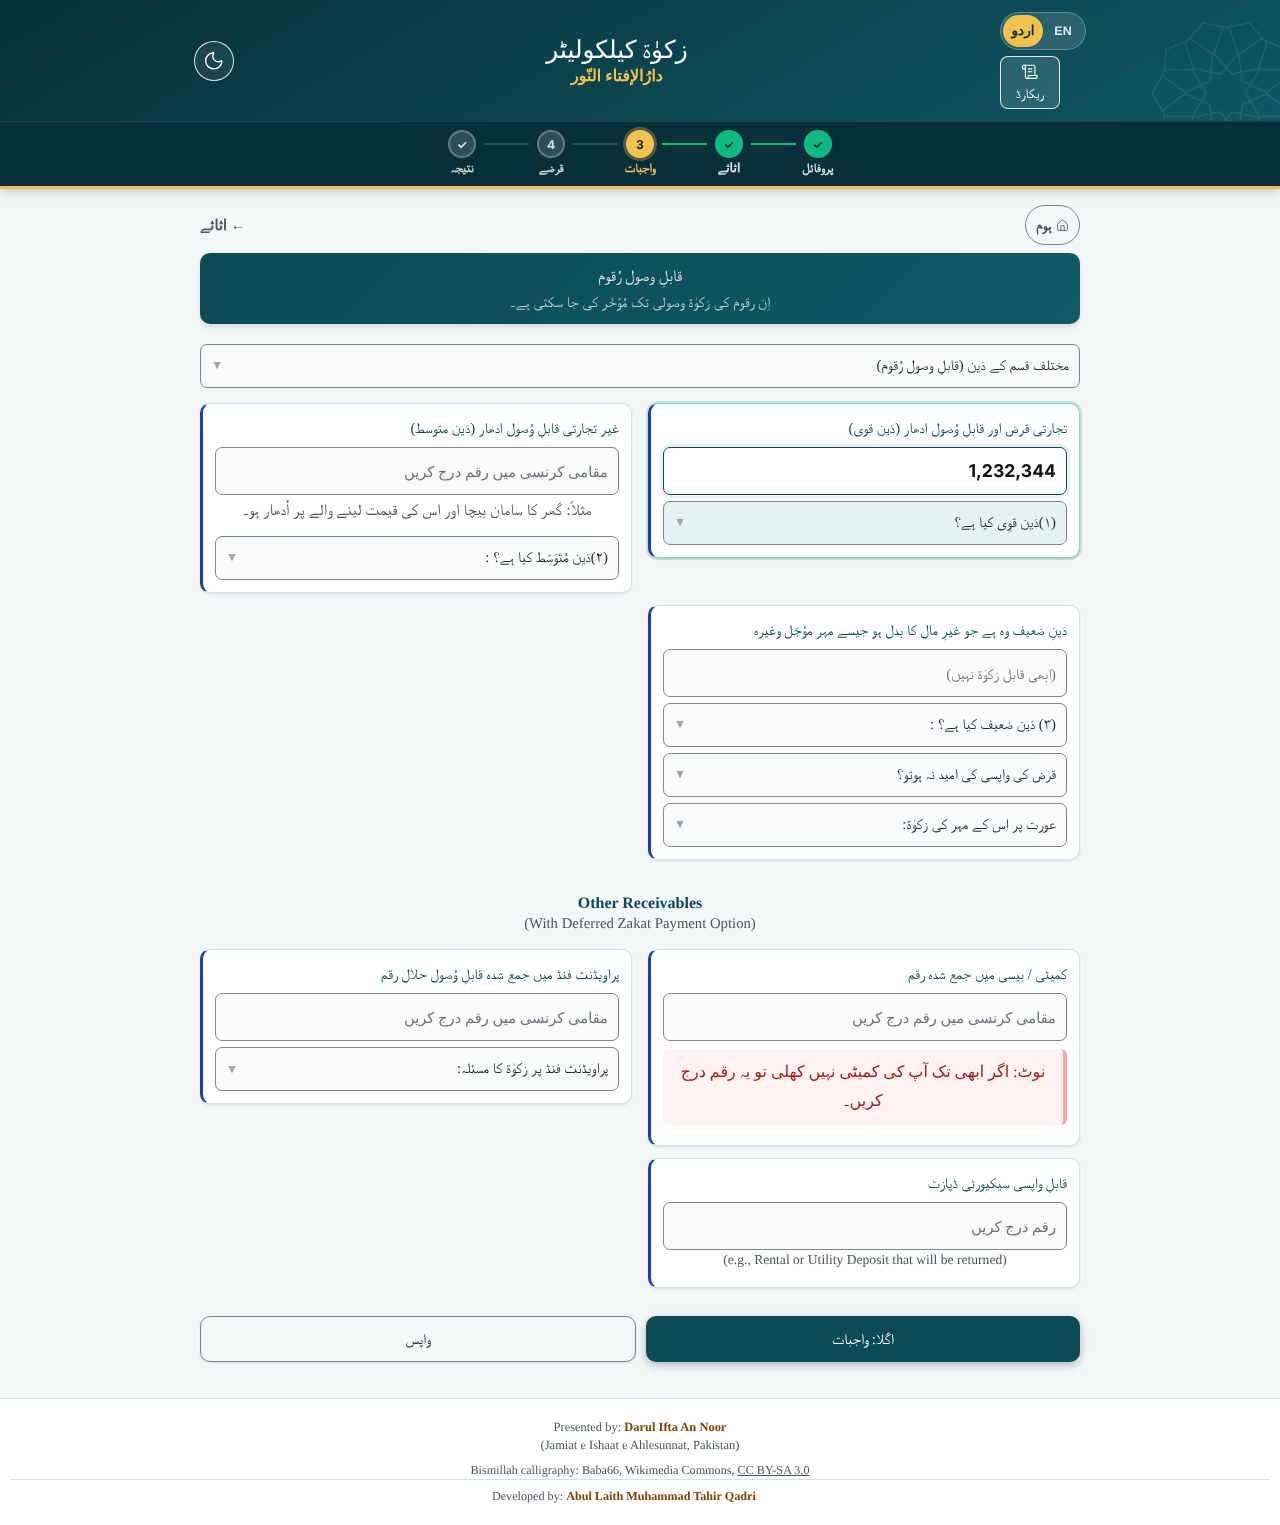 اردو
EN
ریکارڈ
زکوٰۃ کیلکولیٹر
دارُالإفتاء النّور
پروفائل
اثاثے
3
واجبات
4
قرضے
نتیجہ
ہوم
← اثاثے
قابلِ وصول رُقوم
اِن رقوم کی زکوٰۃ وصولی تک مُؤخّر کی جا سکتی ہے۔
مختلف قسم کے دَین (قابلِ وصول رُقوم)
تجارتی قرض اور قابلِ وُصول ادھار (دَین قوی)
1,232,344
(۱)دَین قوِی کیا ہے؟
غیر تجارتی قابلِ وُصول ادھار (دَین متوسط)
مقامی کرنسی میں رقم درج کریں
مثلاً: گھر کا سامان بیچا اور اس کی قیمت لینے والے پر اُدھار ہو۔
(۲)دَین مُتَوَسِّط کیا ہے؟ :
دَینِ ضعیف وہ ہے جو غیرِ مال کا بدل ہو جیسے مہر مؤجّل وغیرہ
(ابھی قابل زکوٰۃ نہیں)
(۳) دَین ضعیف کیا ہے؟ :
قرض کی واپسی کی امید نہ ہوتو؟
عورت پر اس کے مہر کی زکوٰۃ:
Other Receivables
(With Deferred Zakat Payment Option)
کمیٹی / بیسی میں جمع شدہ رقم
مقامی کرنسی میں رقم درج کریں
نوٹ: اگر ابھی تک آپ کی کمیٹی نہیں کھلی تو یہ رقم درج
کریں۔
پراویڈنٹ فنڈ میں جمع شدہ قابلِ وُصول حلال رقم
مقامی کرنسی میں رقم درج کریں
پراویڈنٹ فنڈ پر زکوٰۃ کا مسئلہ:
قابلِ واپسی سیکیورٹی ڈپازٹ
رقم درج کریں
(e.g., Rental or Utility Deposit that will be returned)
اگلا: واجبات
واپس
Presented by: Darul Ifta An Noor
(Jamiat e Ishaat e Ahlesunnat, Pakistan)
Bismillah calligraphy: Baba66, Wikimedia Commons, CC BY-SA 3.0
Developed by: Abul Laith Muhammad Tahir Qadri